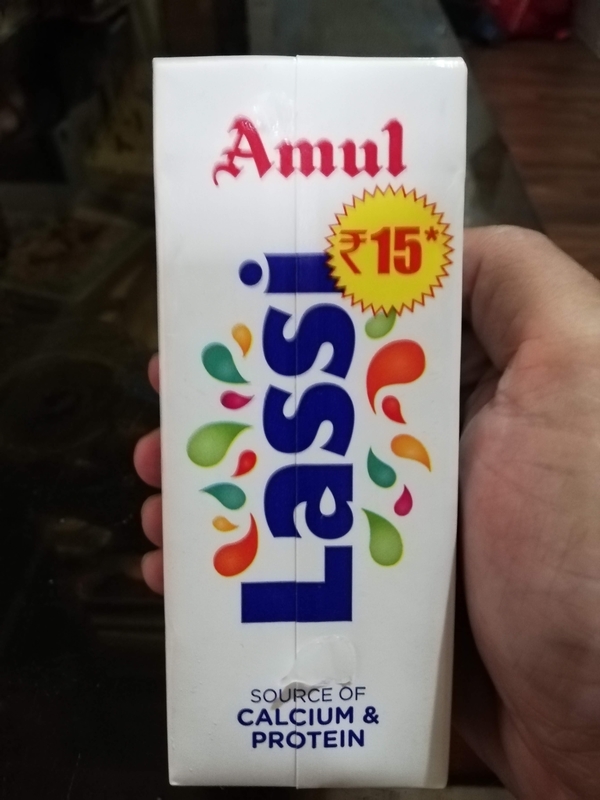 Amul
₹15*
Lassi
SOURCE OF
CALCIUM &
PROTEIN